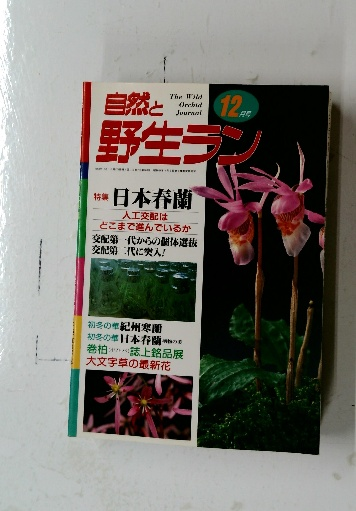 自然と
野生ラン
The Wild
Orchid
Journal
12月号
特集 日本春蘭
人工交配は
どこまで進んでいるか
交配第一代からの個体選抜
交配第二代に突入!
初冬の華 紀州寒蘭
初冬の華 日本春蘭
巻柏 誌上銘品展
大文字草の最新花